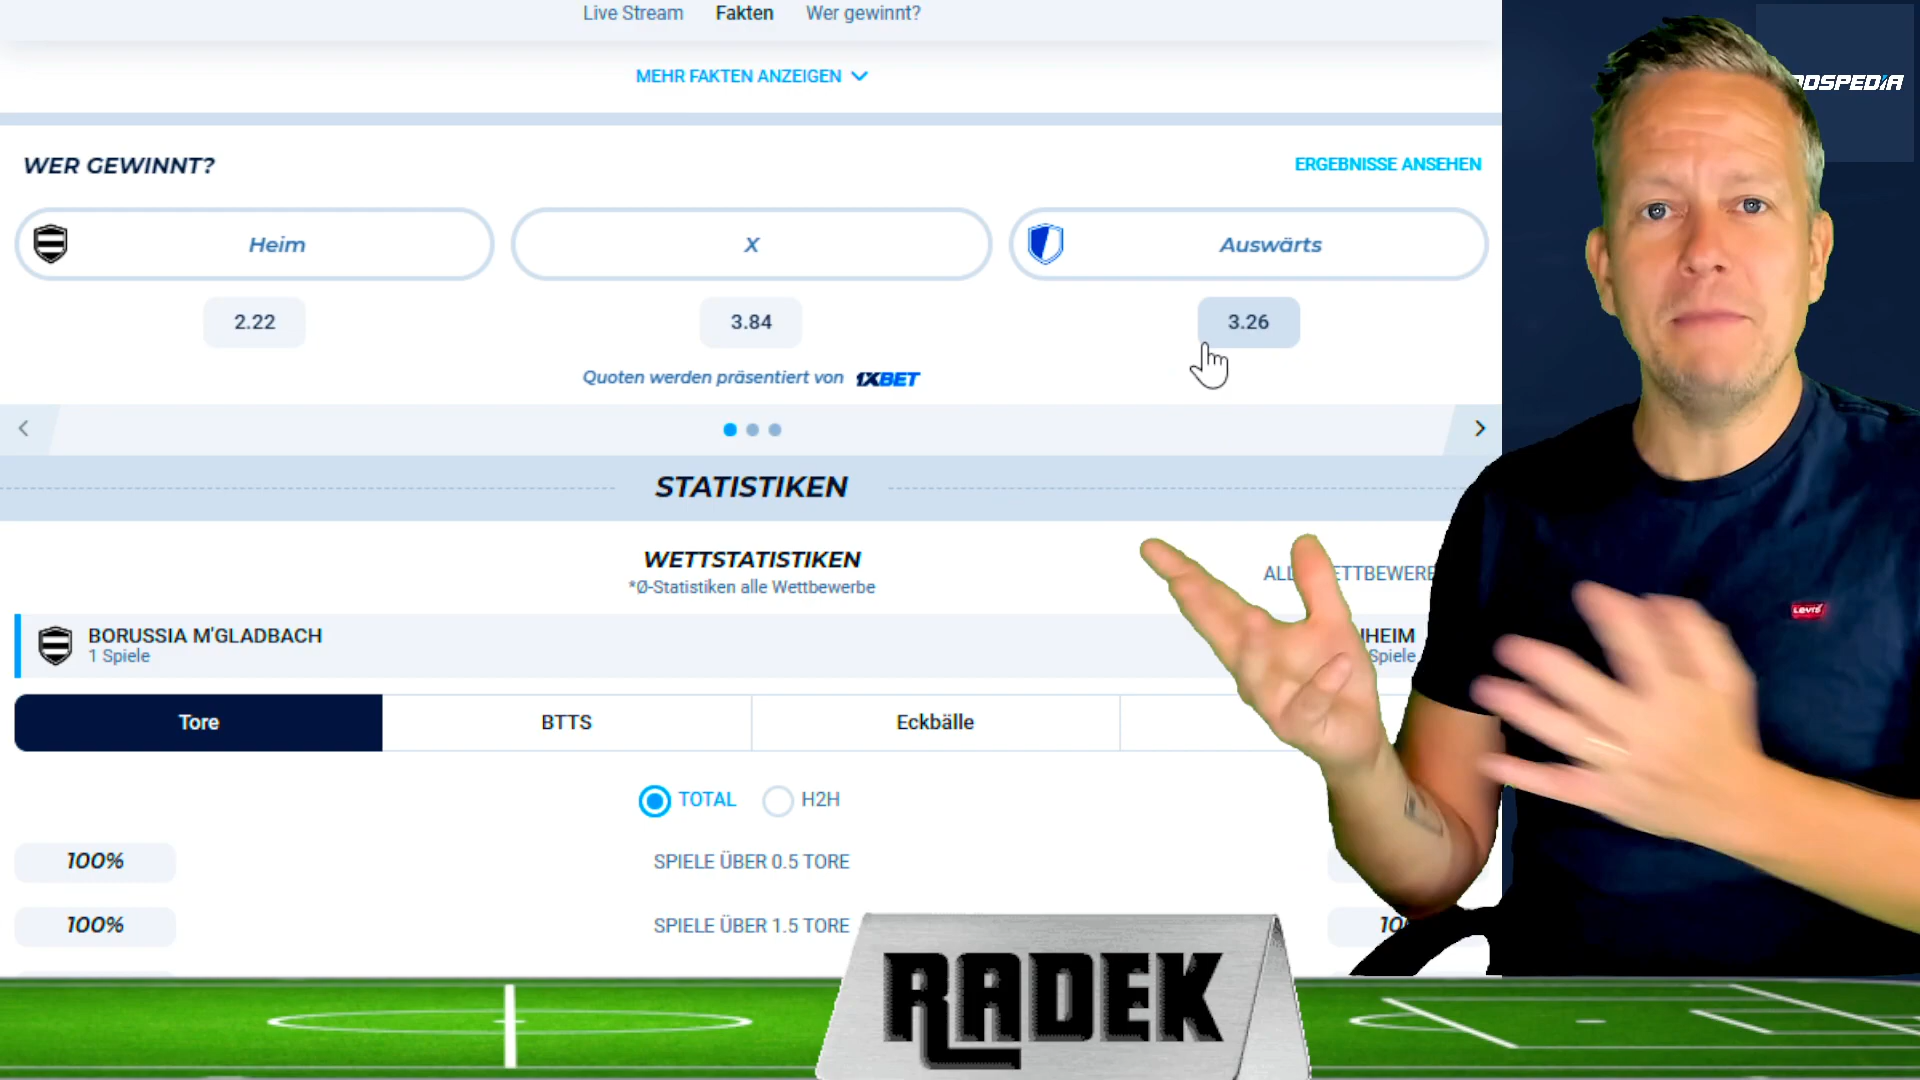 Live Stream Fakten Wer gewinnt?
MEHR FAKTEN ANZEIGEN
WER GEWINNT?
ERGEBNISSE ANSEHEN
Heim
X
Auswärts
2.22
3.84
3.26
Quoten werden präsentiert von 1XBET
STATISTIKEN
WETTSTATISTIKEN
*Ø-Statistiken alle Wettbewerbe
BORUSSIA M'GLADBACH
1 Spiele
Spiele
Tore
BTTS
Eckbälle
TOTAL
H2H
100%
SPIELE ÜBER 0.5 TORE
100%
SPIELE ÜBER 1.5 TORE
RADEK
Levi's